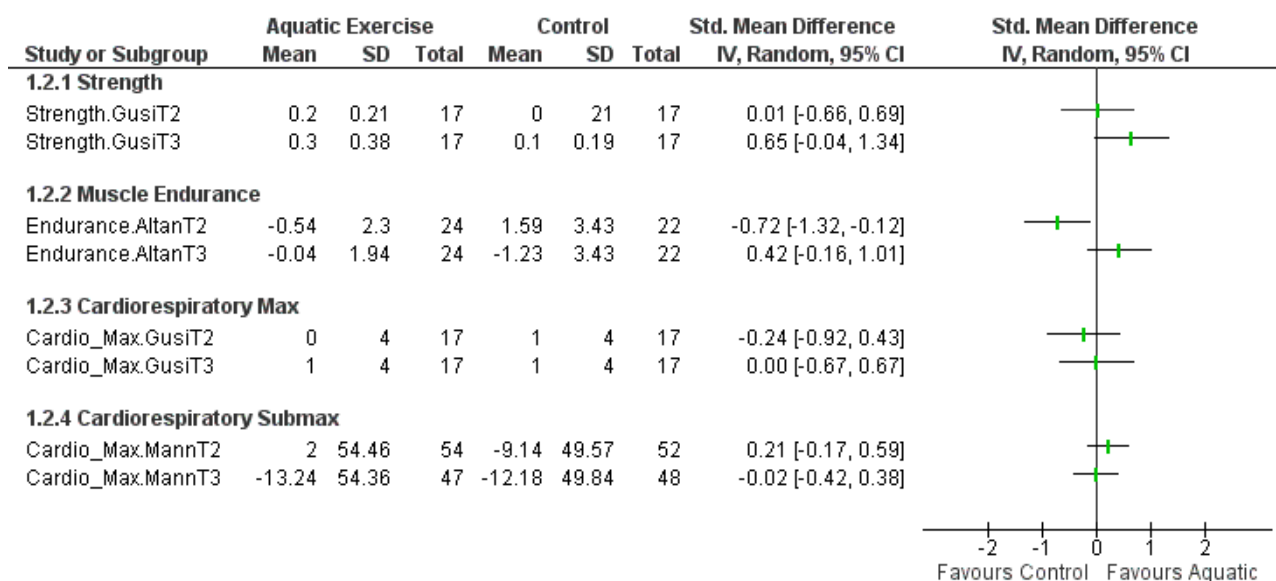 Aquatic Exercise Control Std. Mean Difference Std. Mean Difference
Study or Subgroup Mean SD Total Mean SD Total IV, Random, 95% CI IV, Random, 95% CI
1.2.1 Strength
Strength.GusiT2 0.2 0.21 17 0 21 17 0.01 [-0.66, 0.69]
Strength.GusiT3 0.3 0.38 17 0.1 0.19 17 0.65 [-0.04, 1.34]
1.2.2 Muscle Endurance
Endurance.AltanT2 -0.54 2.3 24 1.59 3.43 22 -0.72 [-1.32, -0.12]
Endurance.AltanT3 -0.04 1.94 24 -1.23 3.43 22 0.42 [-0.16, 1.01]
1.2.3 Cardiorespiratory Max
Cardio_Max.GusiT2 0 4 17 1 4 17 -0.24 [-0.92, 0.43]
Cardio_Max.GusiT3 1 4 17 1 4 17 0.00 [-0.67, 0.67]
1.2.4 Cardiorespiratory Submax
Cardio_Max.MannT2 2 54.46 54 -9.14 49.57 52 0.21 [-0.17, 0.59]
Cardio_Max.MannT3 -13.24 54.36 47 -12.18 49.84 48 -0.02 [-0.42, 0.38]
-2 -1 0 1 2
Favours Control Favours Aquatic